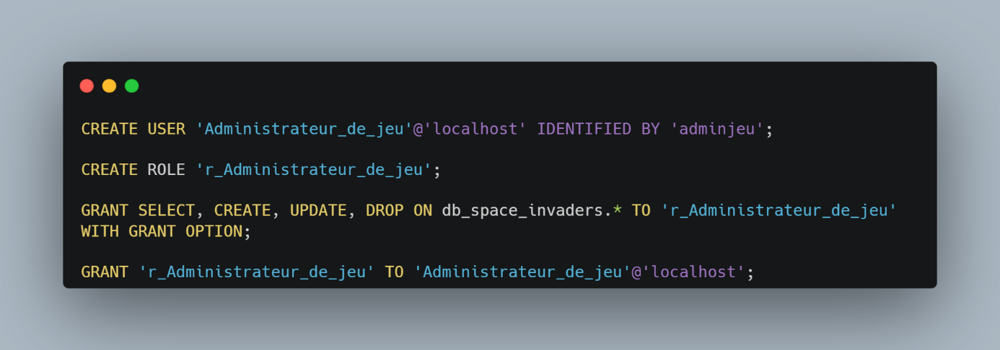 CREATE USER 'Administrateur_de_jeu'@'localhost' IDENTIFIED BY 'adminjeu';
CREATE ROLE 'r_Administrateur_de_jeu';
GRANT SELECT, CREATE, UPDATE, DROP ON db_space_invaders.* TO 'r_Administrateur_de_jeu'
WITH GRANT OPTION;
GRANT 'r_Administrateur_de_jeu' TO 'Administrateur_de_jeu'@'localhost';